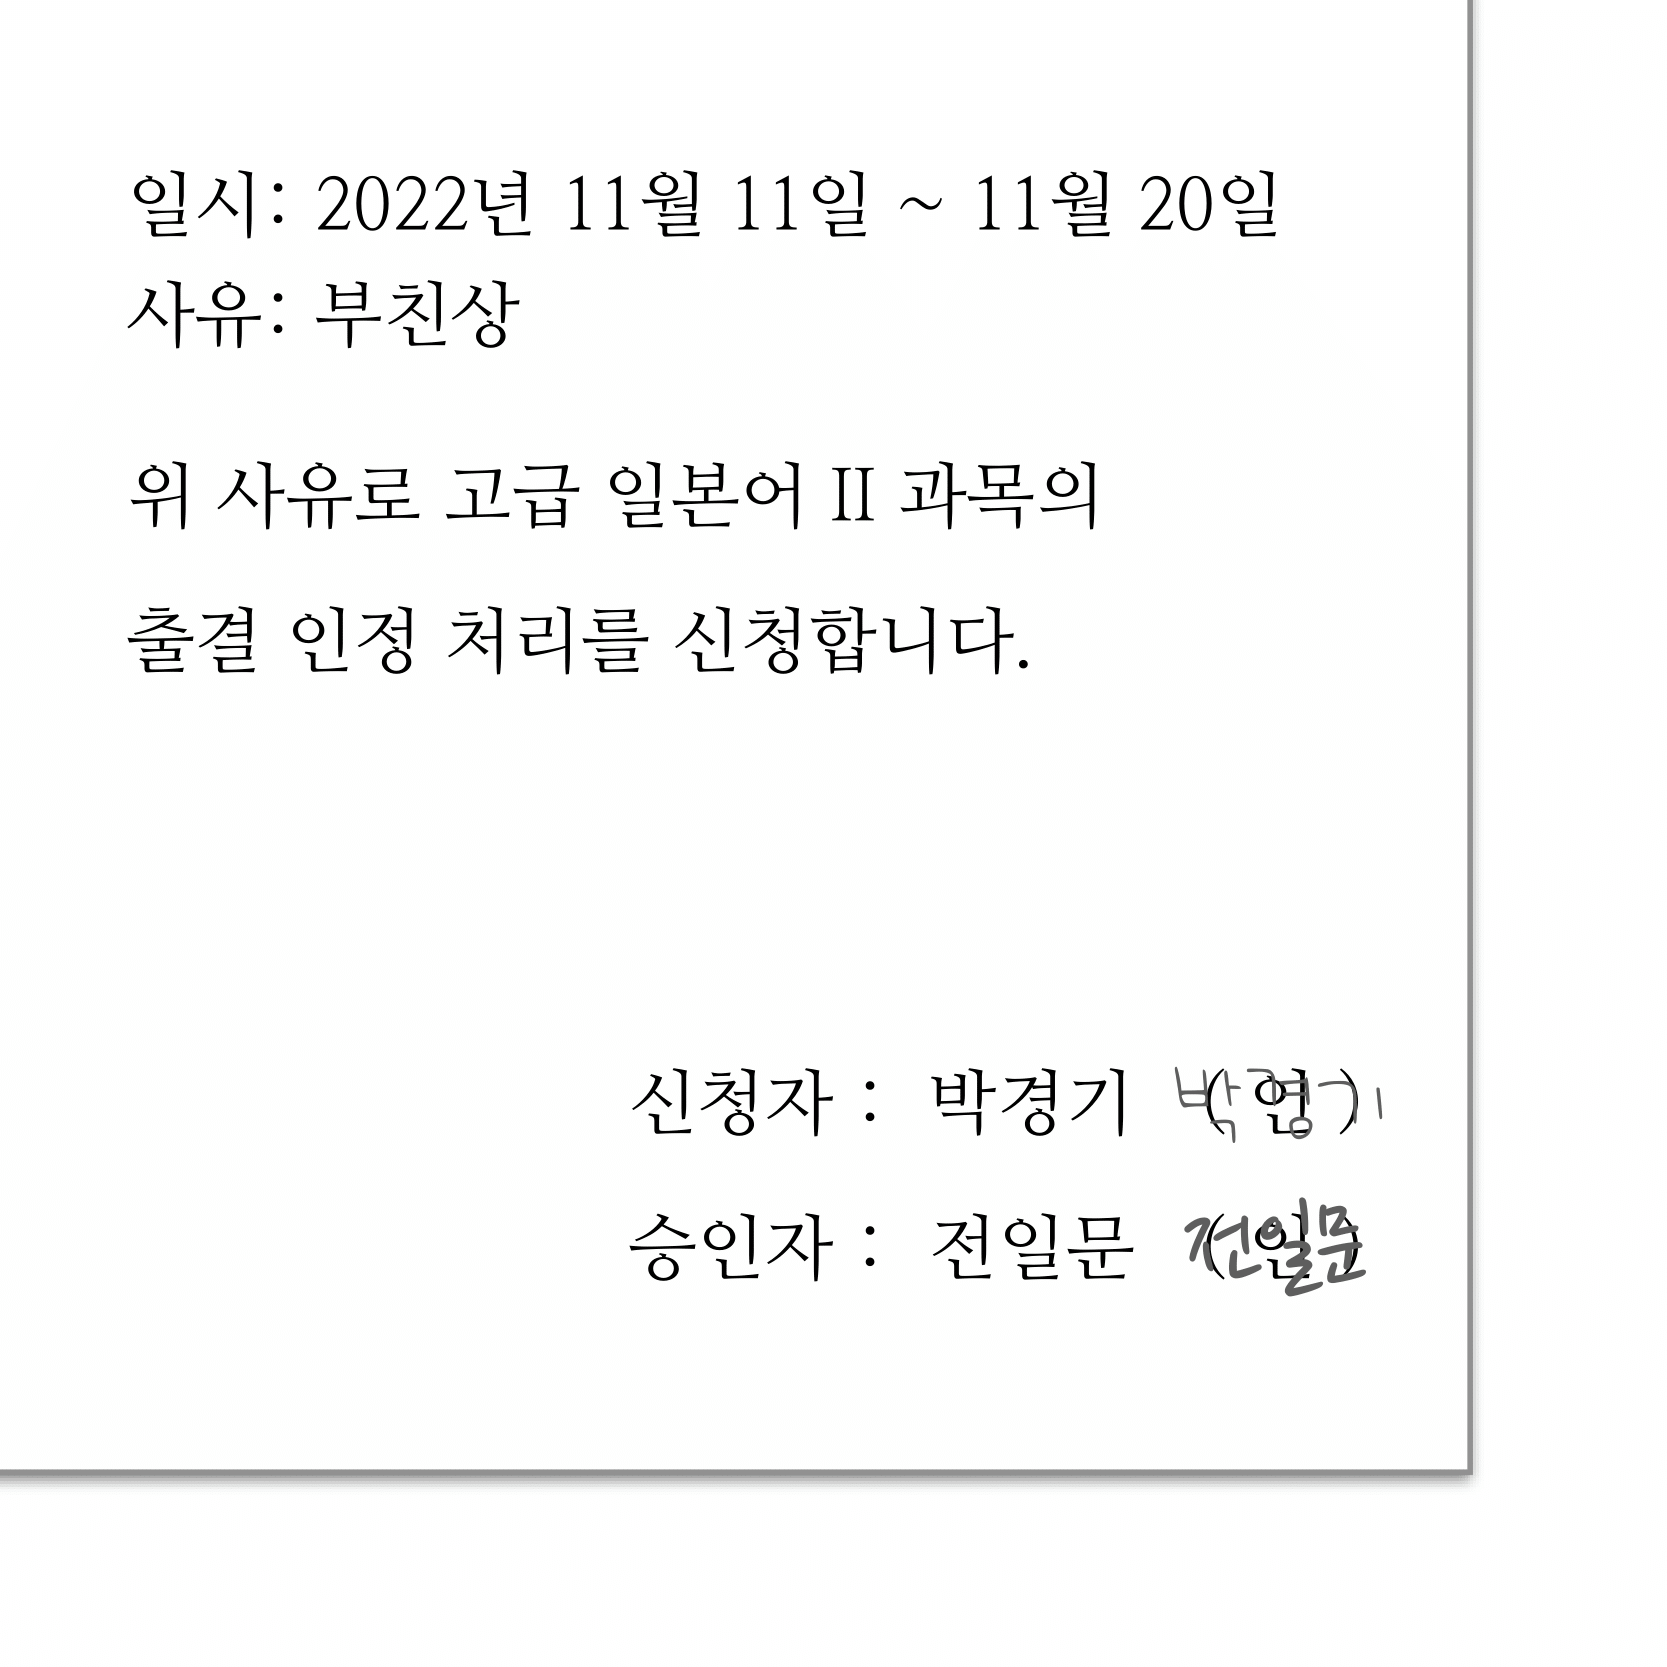 일시: 2022년 11월 11일 ~ 11월 20일
사유: 부친상
위 사유로 고급 일본어 II 과목의
출결 인정 처리를 신청합니다.
신청자 : 박경기 (인) 박경기
승인자 : 전일문 (인) 전일문